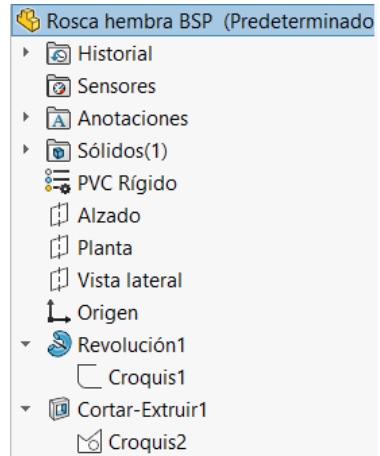 Rosca hembra BSP (Predeterminado
Historial
Sensores
Anotaciones
Sólidos(1)
PVC Rígido
Alzado
Planta
Vista lateral
Origen
Revolución1
Croquis1
Cortar-Extruir1
Croquis2